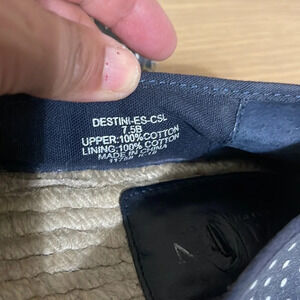 DESTINI-ES-CSL
7.5B
UPPER:100%COTTON
LINING:100% COTTON
MADE IN CHINA